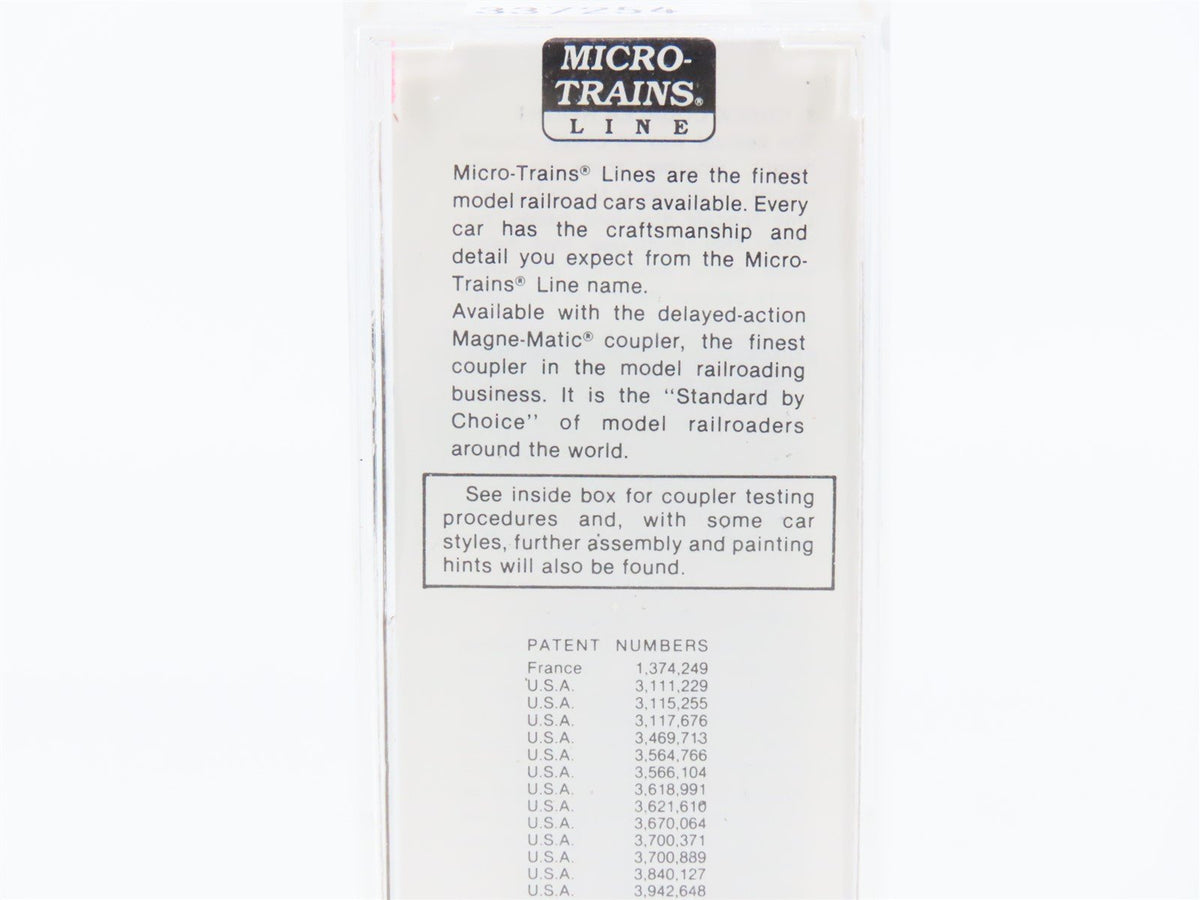 MICRO-
TRAINS®
LINE
Micro-Trains® Lines are the finest
model railroad cars available. Every
car has the craftsmanship and
detail you expect from the Micro-
Trains® Line name.
Available with the delayed-action
Magne-Matic® coupler, the finest
coupler in the model railroading
business. It is the “Standard by
Choice” of model railroaders
around the world.
See inside box for coupler testing
procedures and, with some car
styles, further assembly and painting
hints will also be found.
PATENT NUMBERS
France 1,374,249
U.S.A. 3,111,229
U.S.A. 3,115,255
U.S.A. 3,117,676
U.S.A. 3,469,713
U.S.A. 3,564,766
U.S.A. 3,566,104
U.S.A. 3,618,991
U.S.A. 3,621,610
U.S.A. 3,670,064
U.S.A. 3,700,371
U.S.A. 3,700,889
U.S.A. 3,840,127
U.S.A. 3,942,648